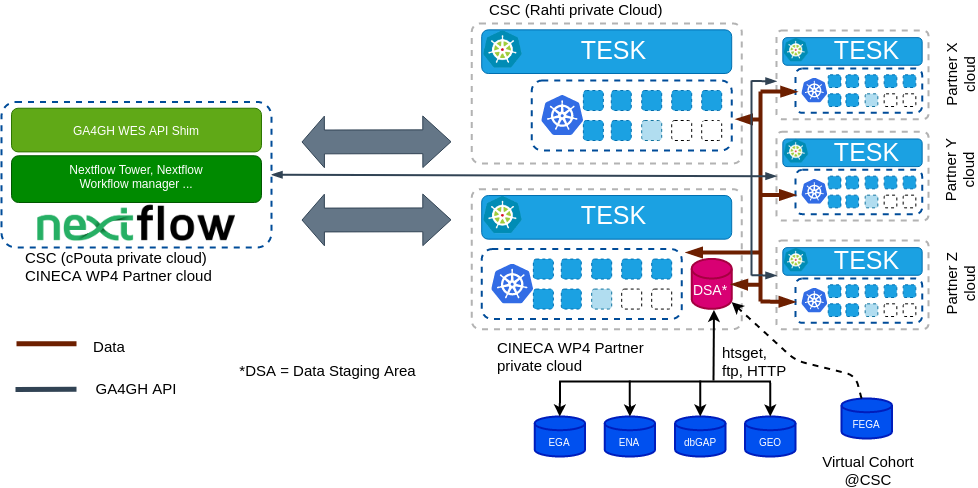 CSC (Rahti private Cloud)
TESK
TESK
Partner X
cloud
GA4GH WES API Shim
Nextflow Tower, Nextflow
Workflow manager ...
nextflow
CSC (cPouta private cloud)
CINECA WP4 Partner cloud
TESK
Partner Y
cloud
TESK
DSA*
TESK
Partner Z
cloud
Data
GA4GH API
*DSA = Data Staging Area
CINECA WP4 Partner
private cloud
htsget,
ftp, HTTP
EGA
ENA
dbGAP
GEO
FEGA
Virtual Cohort
@CSC